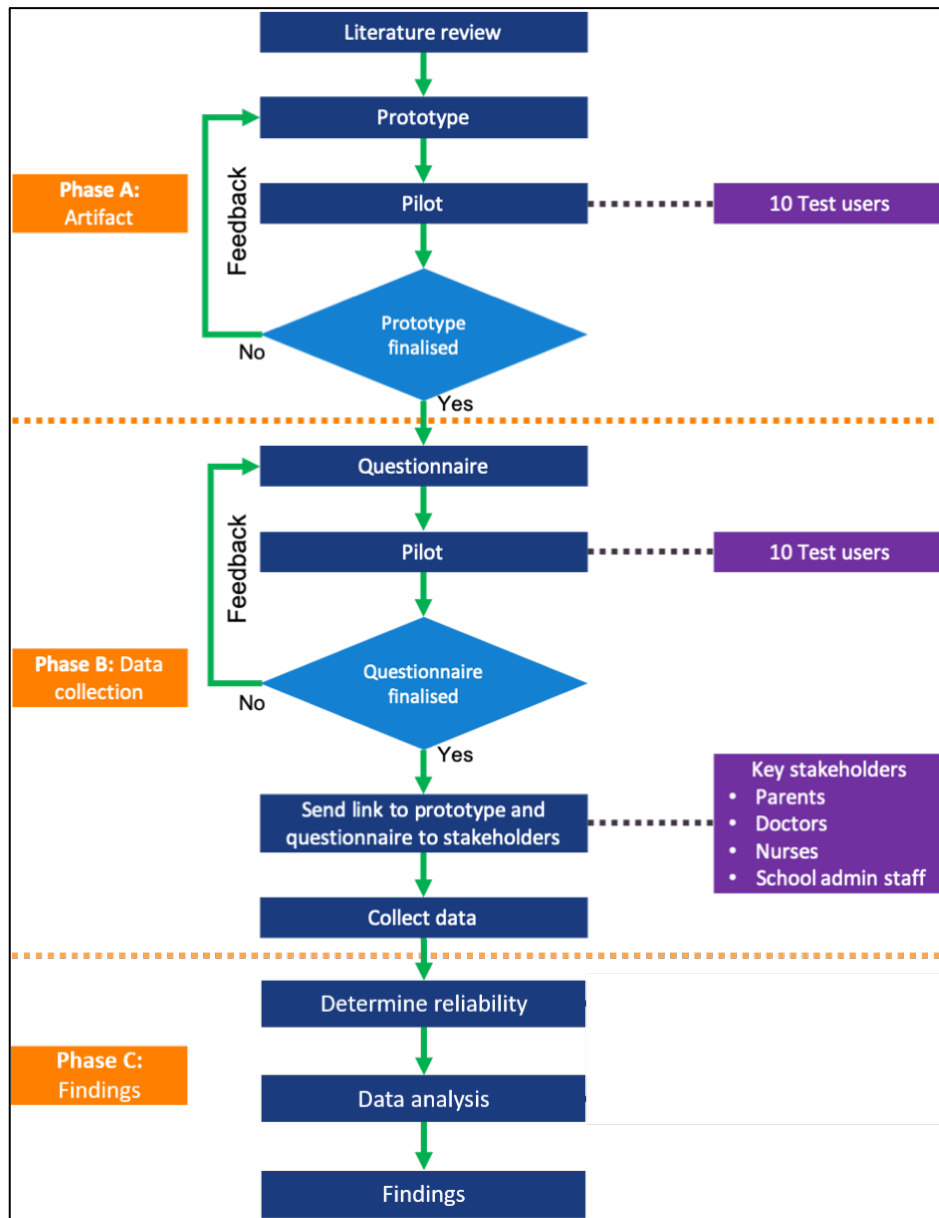 Literature review
Prototype
Feedback
Phase A:
Artifact
Pilot
10 Test users
Prototype
finalised
No
Yes
Questionnaire
Feedback
Pilot
10 Test users
Phase B: Data
collection
Questionnaire
finalised
No
Yes
Send link to prototype and
questionnaire to stakeholders
Key stakeholders
• Parents
• Doctors
• Nurses
• School admin staff
Collect data
Determine reliability
Phase C:
Findings
Data analysis
Findings